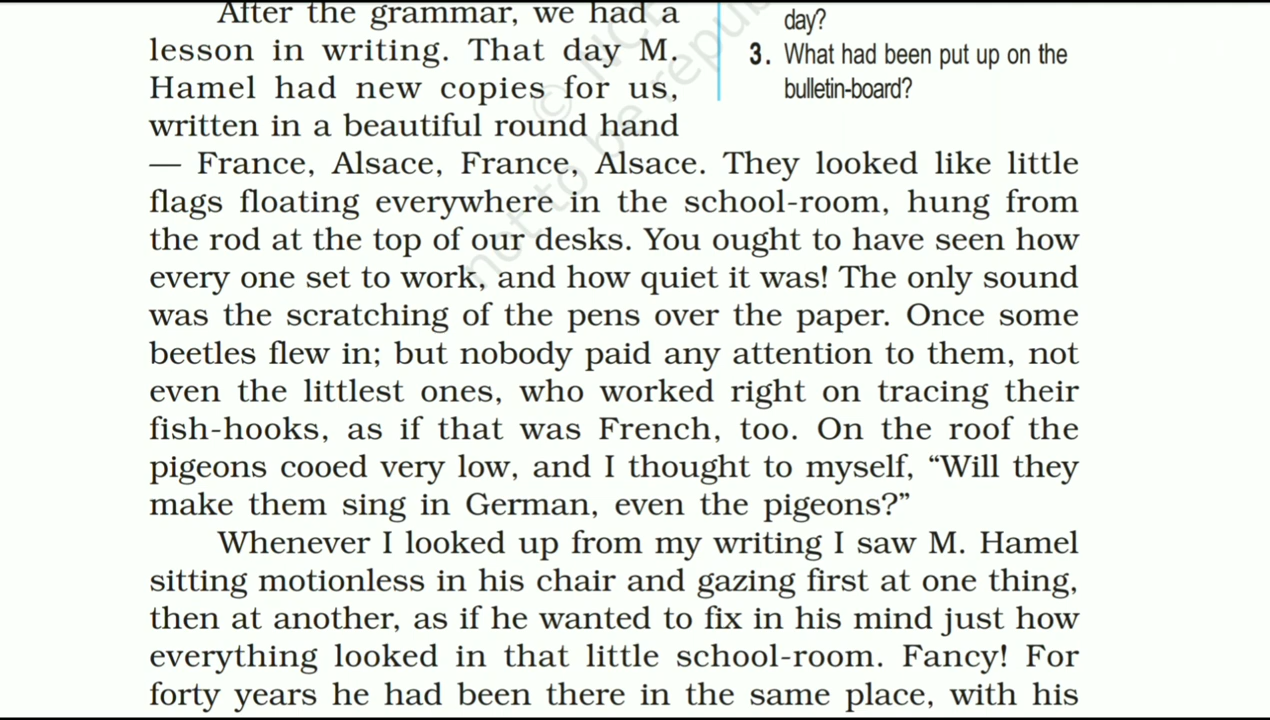 After the grammar, we had a
lesson in writing. That day M.
Hamel had new copies for us,
written in a beautiful round hand
— France, Alsace, France, Alsace. They looked like little
flags floating everywhere in the school-room, hung from
the rod at the top of our desks. You ought to have seen how
every one set to work, and how quiet it was! The only sound
was the scratching of the pens over the paper. Once some
beetles flew in; but nobody paid any attention to them, not
even the littlest ones, who worked right on tracing their
fish-hooks, as if that was French, too. On the roof the
pigeons cooed very low, and I thought to myself, “Will they
make them sing in German, even the pigeons?”
Whenever I looked up from my writing I saw M. Hamel
sitting motionless in his chair and gazing first at one thing,
then at another, as if he wanted to fix in his mind just how
everything looked in that little school-room. Fancy! For
forty years he had been there in the same place, with his
day?
3. What had been put up on the
bulletin-board?
not to be